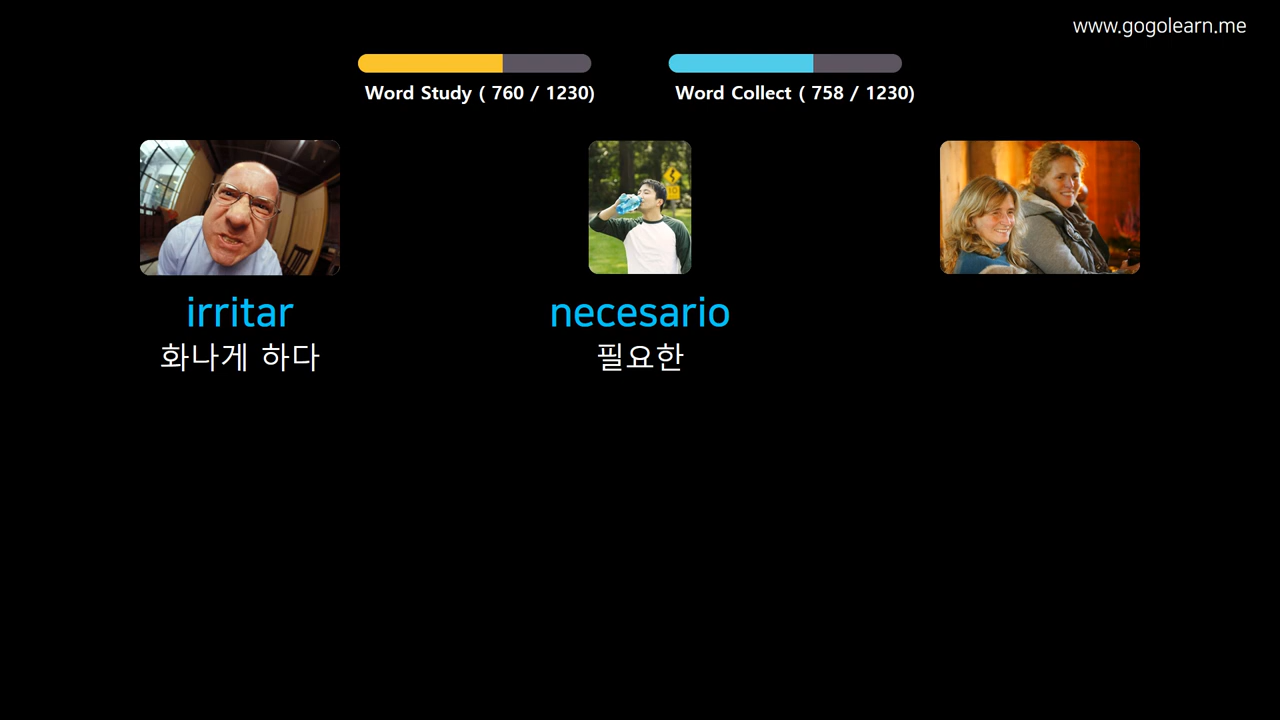 www.gogolearn.me
Word Study ( 760 / 1230)
Word Collect ( 758 / 1230)
irritar
화나게 하다
necesario
필요한